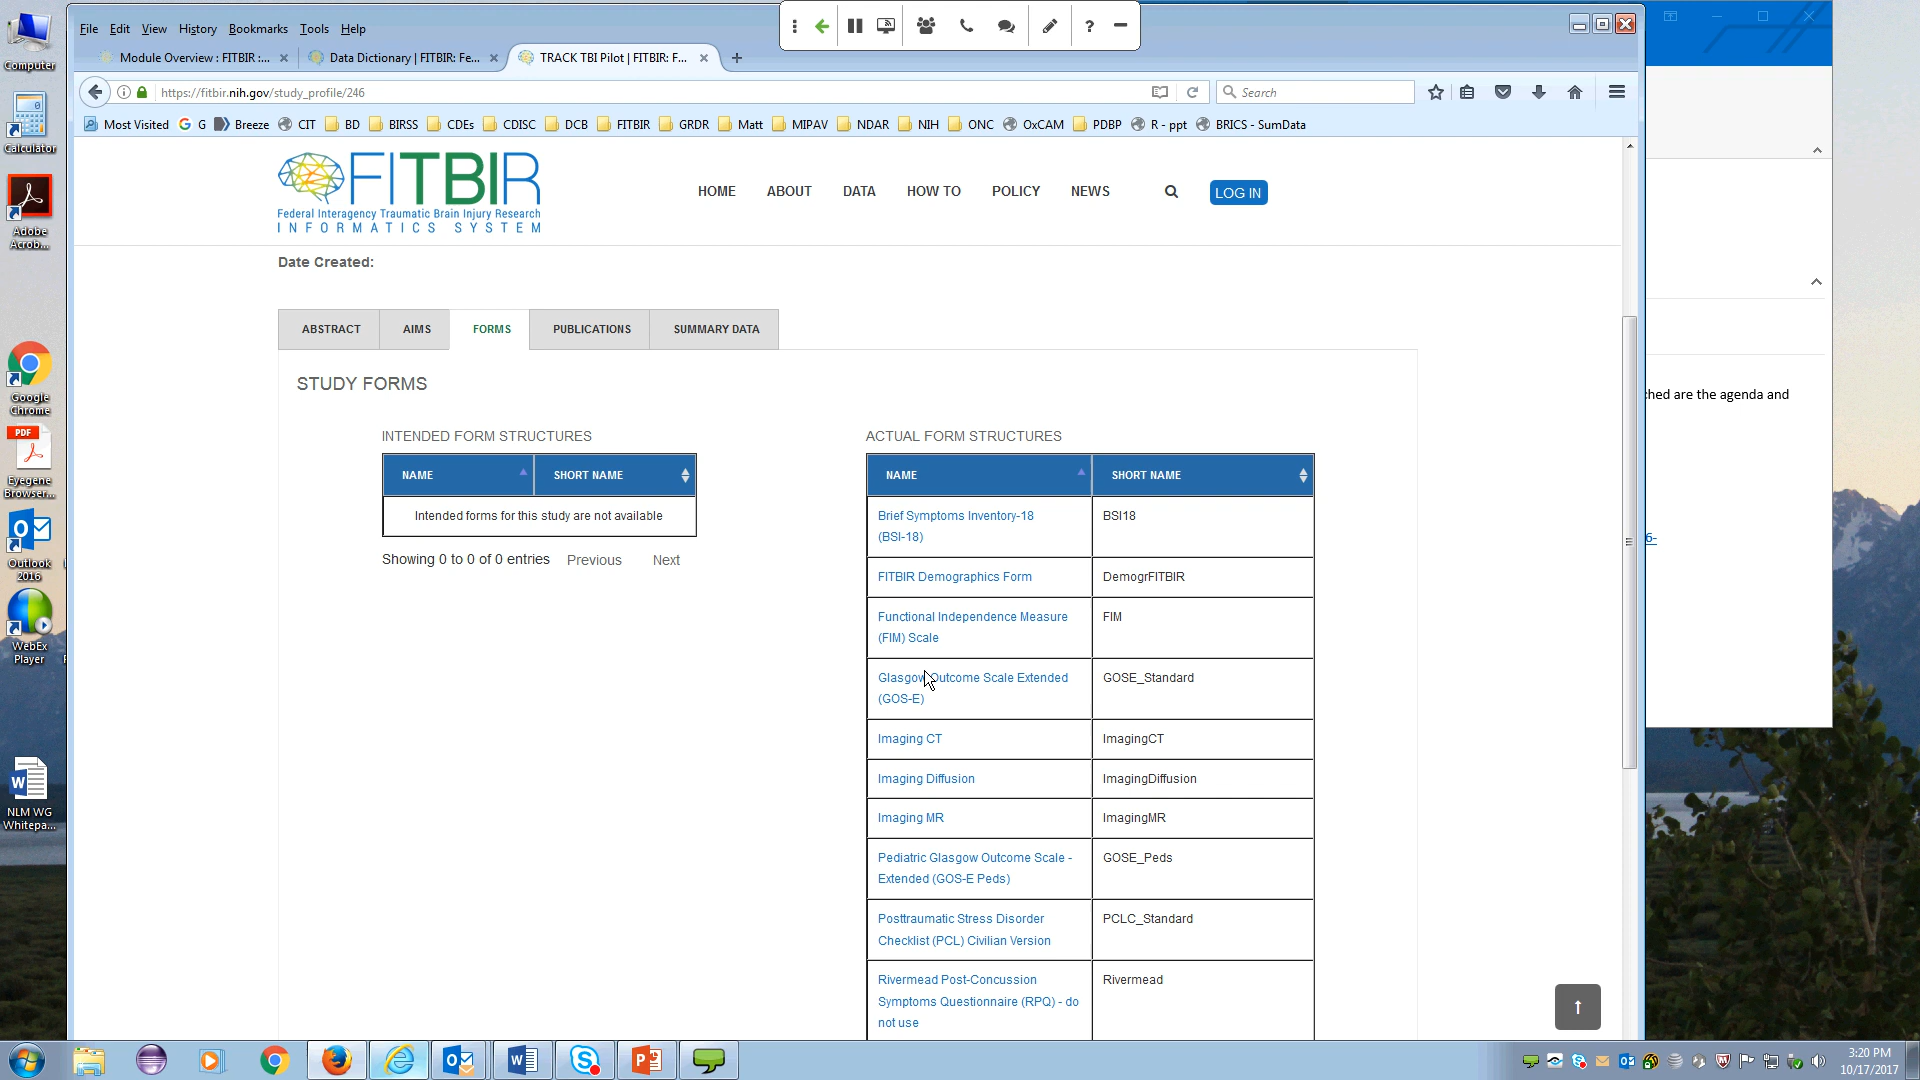 File Edit View History Bookmarks Tools Help
Module Overview : FITBIR :...
Data Dictionary | FITBIR: Fe...
TRACK TBI Pilot | FITBIR: F...
https://fitbir.nih.gov/study_profile/246
Search
Most Visited G Breeze CIT BD BIRSS CDEs CDISC DCB FITBIR GRDR Matt MIPAV NDAR NIH ONC OxCAM PDBP R - ppt BRICS - SumData
FITBIR
Federal Interagency Traumatic Brain Injury Research
INFORMATICS SYSTEM
HOME ABOUT DATA HOW TO POLICY NEWS LOG IN
Date Created:
ABSTRACT AIMS FORMS PUBLICATIONS SUMMARY DATA
STUDY FORMS
INTENDED FORM STRUCTURES
NAME SHORT NAME
Intended forms for this study are not available
Showing 0 to 0 of 0 entries Previous Next
ACTUAL FORM STRUCTURES
NAME SHORT NAME
Brief Symptoms Inventory-18 BSI18
(BSI-18)
FITBIR Demographics Form DemogrFITBIR
Functional Independence Measure FIM
(FIM) Scale
Glasgow Outcome Scale Extended GOSE_Standard
(GOS-E)
Imaging CT ImagingCT
Imaging Diffusion ImagingDiffusion
Imaging MR ImagingMR
Pediatric Glasgow Outcome Scale - GOSE_Peds
Extended (GOS-E Peds)
Posttraumatic Stress Disorder PCLC_Standard
Checklist (PCL) Civilian Version
Rivermead Post-Concussion Rivermead
Symptoms Questionnaire (RPQ) - do
not use
ched are the agenda and
6-
Computer
Calculator
Adobe
Acrob...
Google
Chrome
PDF
Eyegene
Browser...
Outlook
2016
WebEx
Player
NLM WG
Whitepa...
3:20 PM
10/17/2017